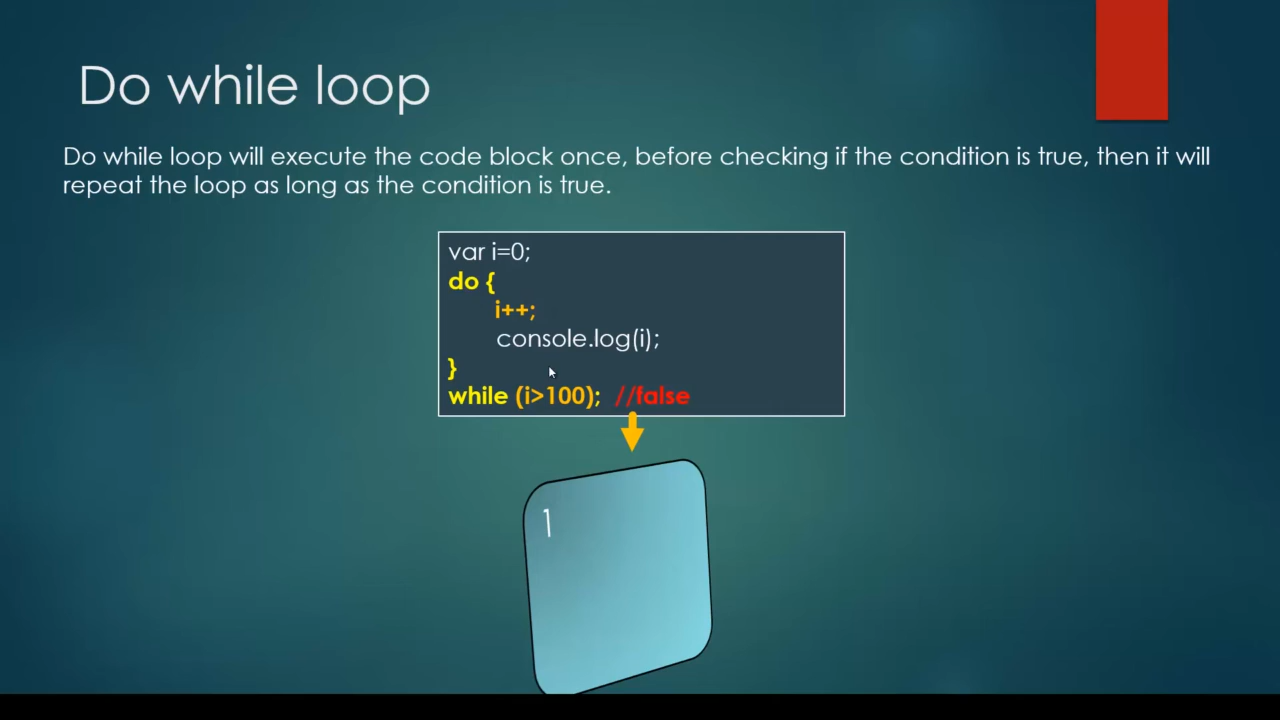 Do while loop
Do while loop will execute the code block once, before checking if the condition is true, then it will
repeat the loop as long as the condition is true.
var i=0;
do {
i++;
console.log(i);
}
while (i>100); //false
1